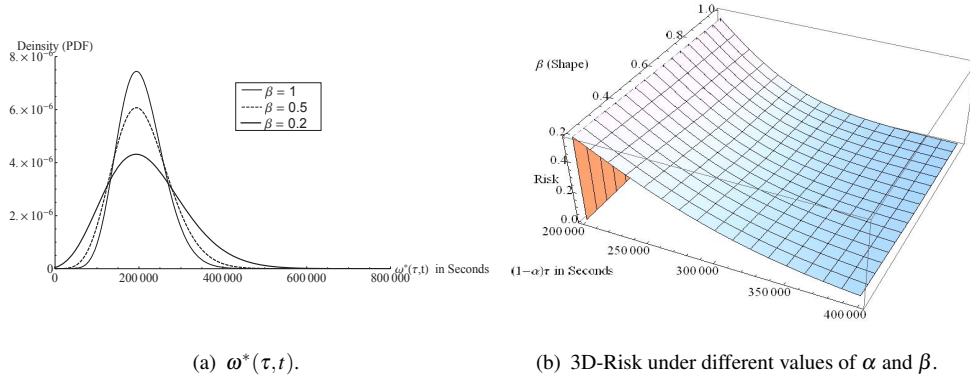 Deinsity (PDF)
8.×10⁻⁶
6.×10⁻⁶
4.×10⁻⁶
2.×10⁻⁶
0
0
200 000
400 000
600 000
800 000
ω*(τ,t) in Seconds
β = 1
β = 0.5
β = 0.2
(a) ω*(τ,t).
1.0
0.8
β (Shape)
0.6
0.4
0.2
0.4
Risk
0.2
0.0
200 000
250 000
(1-α)τ in Seconds
300 000
350 000
400 000
(b) 3D-Risk under different values of α and β.